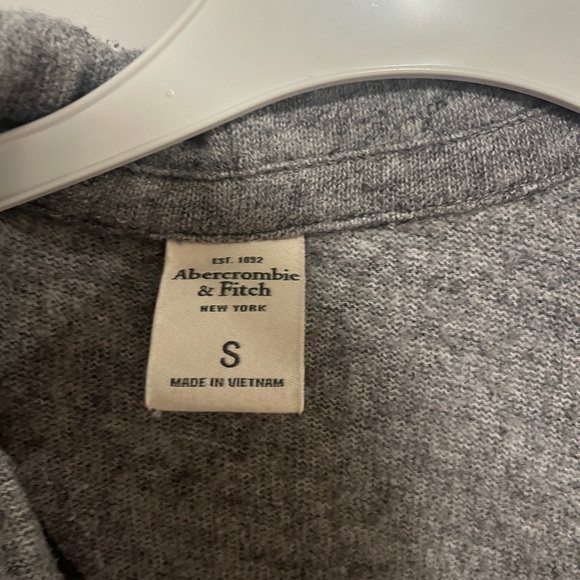 EST. 1892
Abercrombie
& Fitch
NEW YORK
S
MADE IN VIETNAM